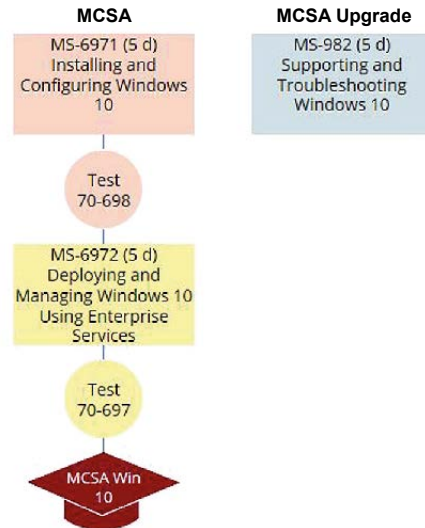 MCSA
MS-6971 (5 d)
Installing and
Configuring Windows
10
Test
70-698
MS-6972 (5 d)
Deploying and
Managing Windows 10
Using Enterprise
Services
Test
70-697
MCSA Win
10
MCSA Upgrade
MS-982 (5 d)
Supporting and
Troubleshooting
Windows 10